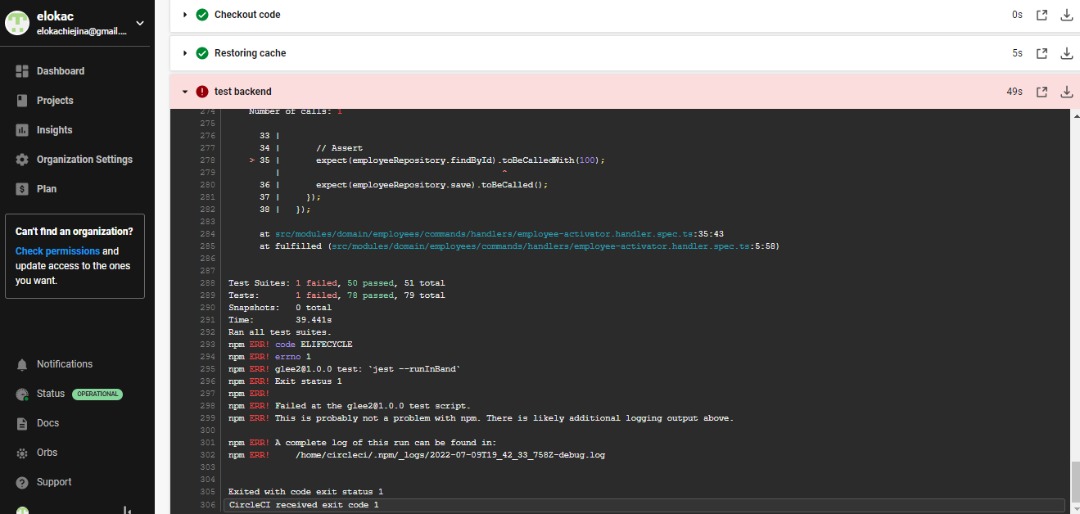 elokac
elokachiejina@gmail....
Dashboard
Projects
Insights
Organization Settings
Plan
Can't find an organization?
Check permissions and
update access to the ones
you want.
Notifications
Status OPERATIONAL
Docs
Orbs
Support
Checkout code 0s
Restoring cache 5s
test backend 49s
274 Number of calls: 1
275
276 33 |
277 34 | // Assert
278 > 35 | expect(employeeRepository.findById).toBeCalledWith(100);
279 | ^
280 36 | expect(employeeRepository.save).toBeCalled();
281 37 | });
282 38 | });
283
284 at src/modules/domain/employees/commands/handlers/employee-activator.handler.spec.ts:35:43
285 at fulfilled (src/modules/domain/employees/commands/handlers/employee-activator.handler.spec.ts:5:58)
286
287
288 Test Suites: 1 failed, 50 passed, 51 total
289 Tests: 1 failed, 78 passed, 79 total
290 Snapshots: 0 total
291 Time: 39.441s
292 Ran all test suites.
293 npm ERR! code ELIFECYCLE
294 npm ERR! errno 1
295 npm ERR! glee2@1.0.0 test: `jest --runInBand`
296 npm ERR! Exit status 1
297 npm ERR!
298 npm ERR! Failed at the glee2@1.0.0 test script.
299 npm ERR! This is probably not a problem with npm. There is likely additional logging output above.
300
301 npm ERR! A complete log of this run can be found in:
302 npm ERR! /home/circleci/.npm/_logs/2022-07-09T19_42_33_758Z-debug.log
303
304
305 Exited with code exit status 1
306 CircleCI received exit code 1